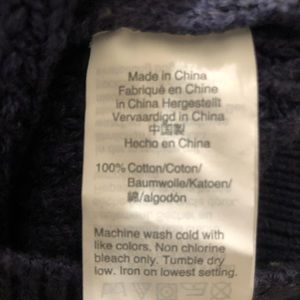 Made in China
Fabriqué en Chine
in China Hergestellt
Vervaardigd in China
中国製
Hecho en China
100% Cotton/Coton/
Baumwolle/Katoen/
綿/algodón
Machine wash cold with
like colors. Non chlorine
bleach only. Tumble dry
low. Iron on lowest setting.